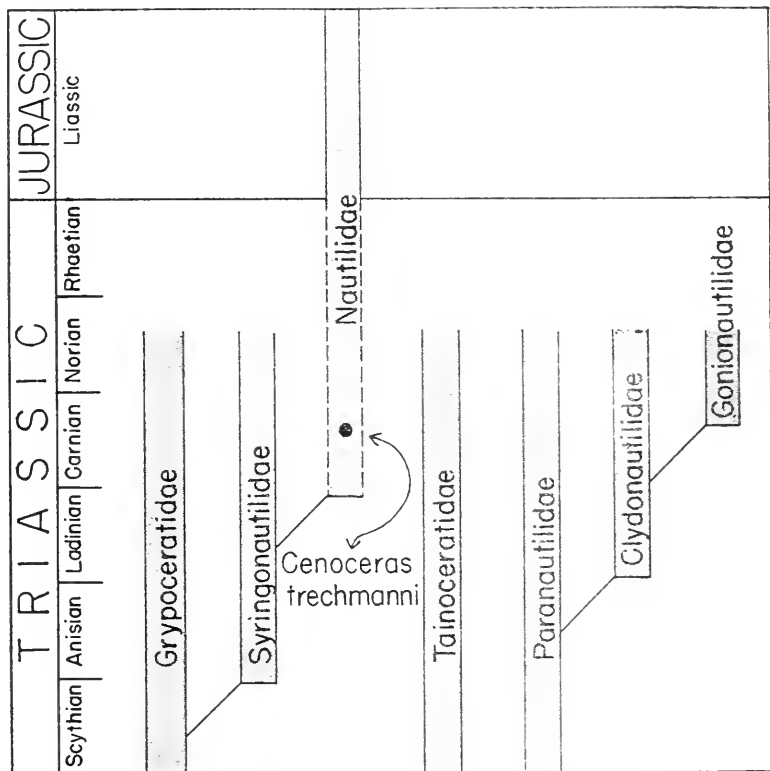 JURASSIC
Liassic
TRIASSIC
Rhaetian
Norian
Carnian
Ladinian
Anisian
Scythian
Grypoceratidae
Syringonautilidae
Nautilidae
Cenoceras
trechmanni
Tainoceratidae
Paranautilidae
Clydonautilidae
Gonionautilidae